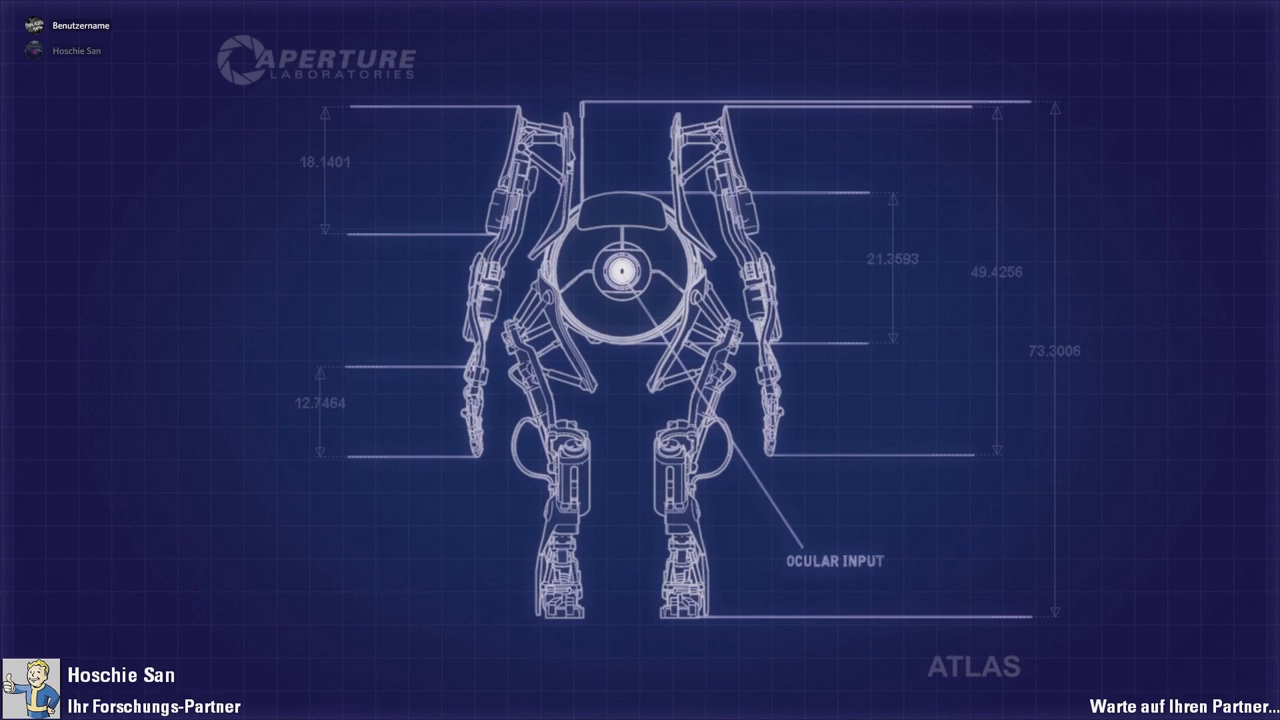 Benutzername
Hoschie San
APERTURE
LABORATORIES
18.1401
21.3593
49.4256
73.3006
12.7464
OCULAR INPUT
ATLAS
Hoschie San
Ihr Forschungs-Partner
Warte auf Ihren Partner...